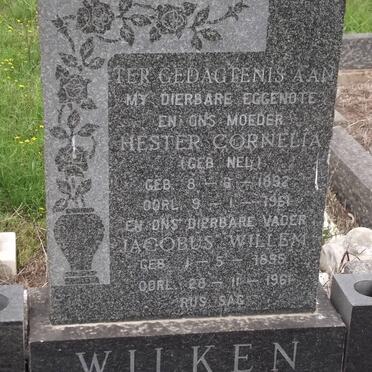 TER GEDAGTENIS AAN
MY DIERBARE EGGENOTE
EN ONS MOEDER
HESTER CORNELIA
(GEB NEL)
GEB. 8 – 6 – 1892
OORL. 9 – 1 – 1961
EN ONS DIERBARE VADER
JACOBUS WILLEM
GEB. 1 – 5 – 1895
OORL. 28 – 11 – 1961
RUS SAG
WILKEN